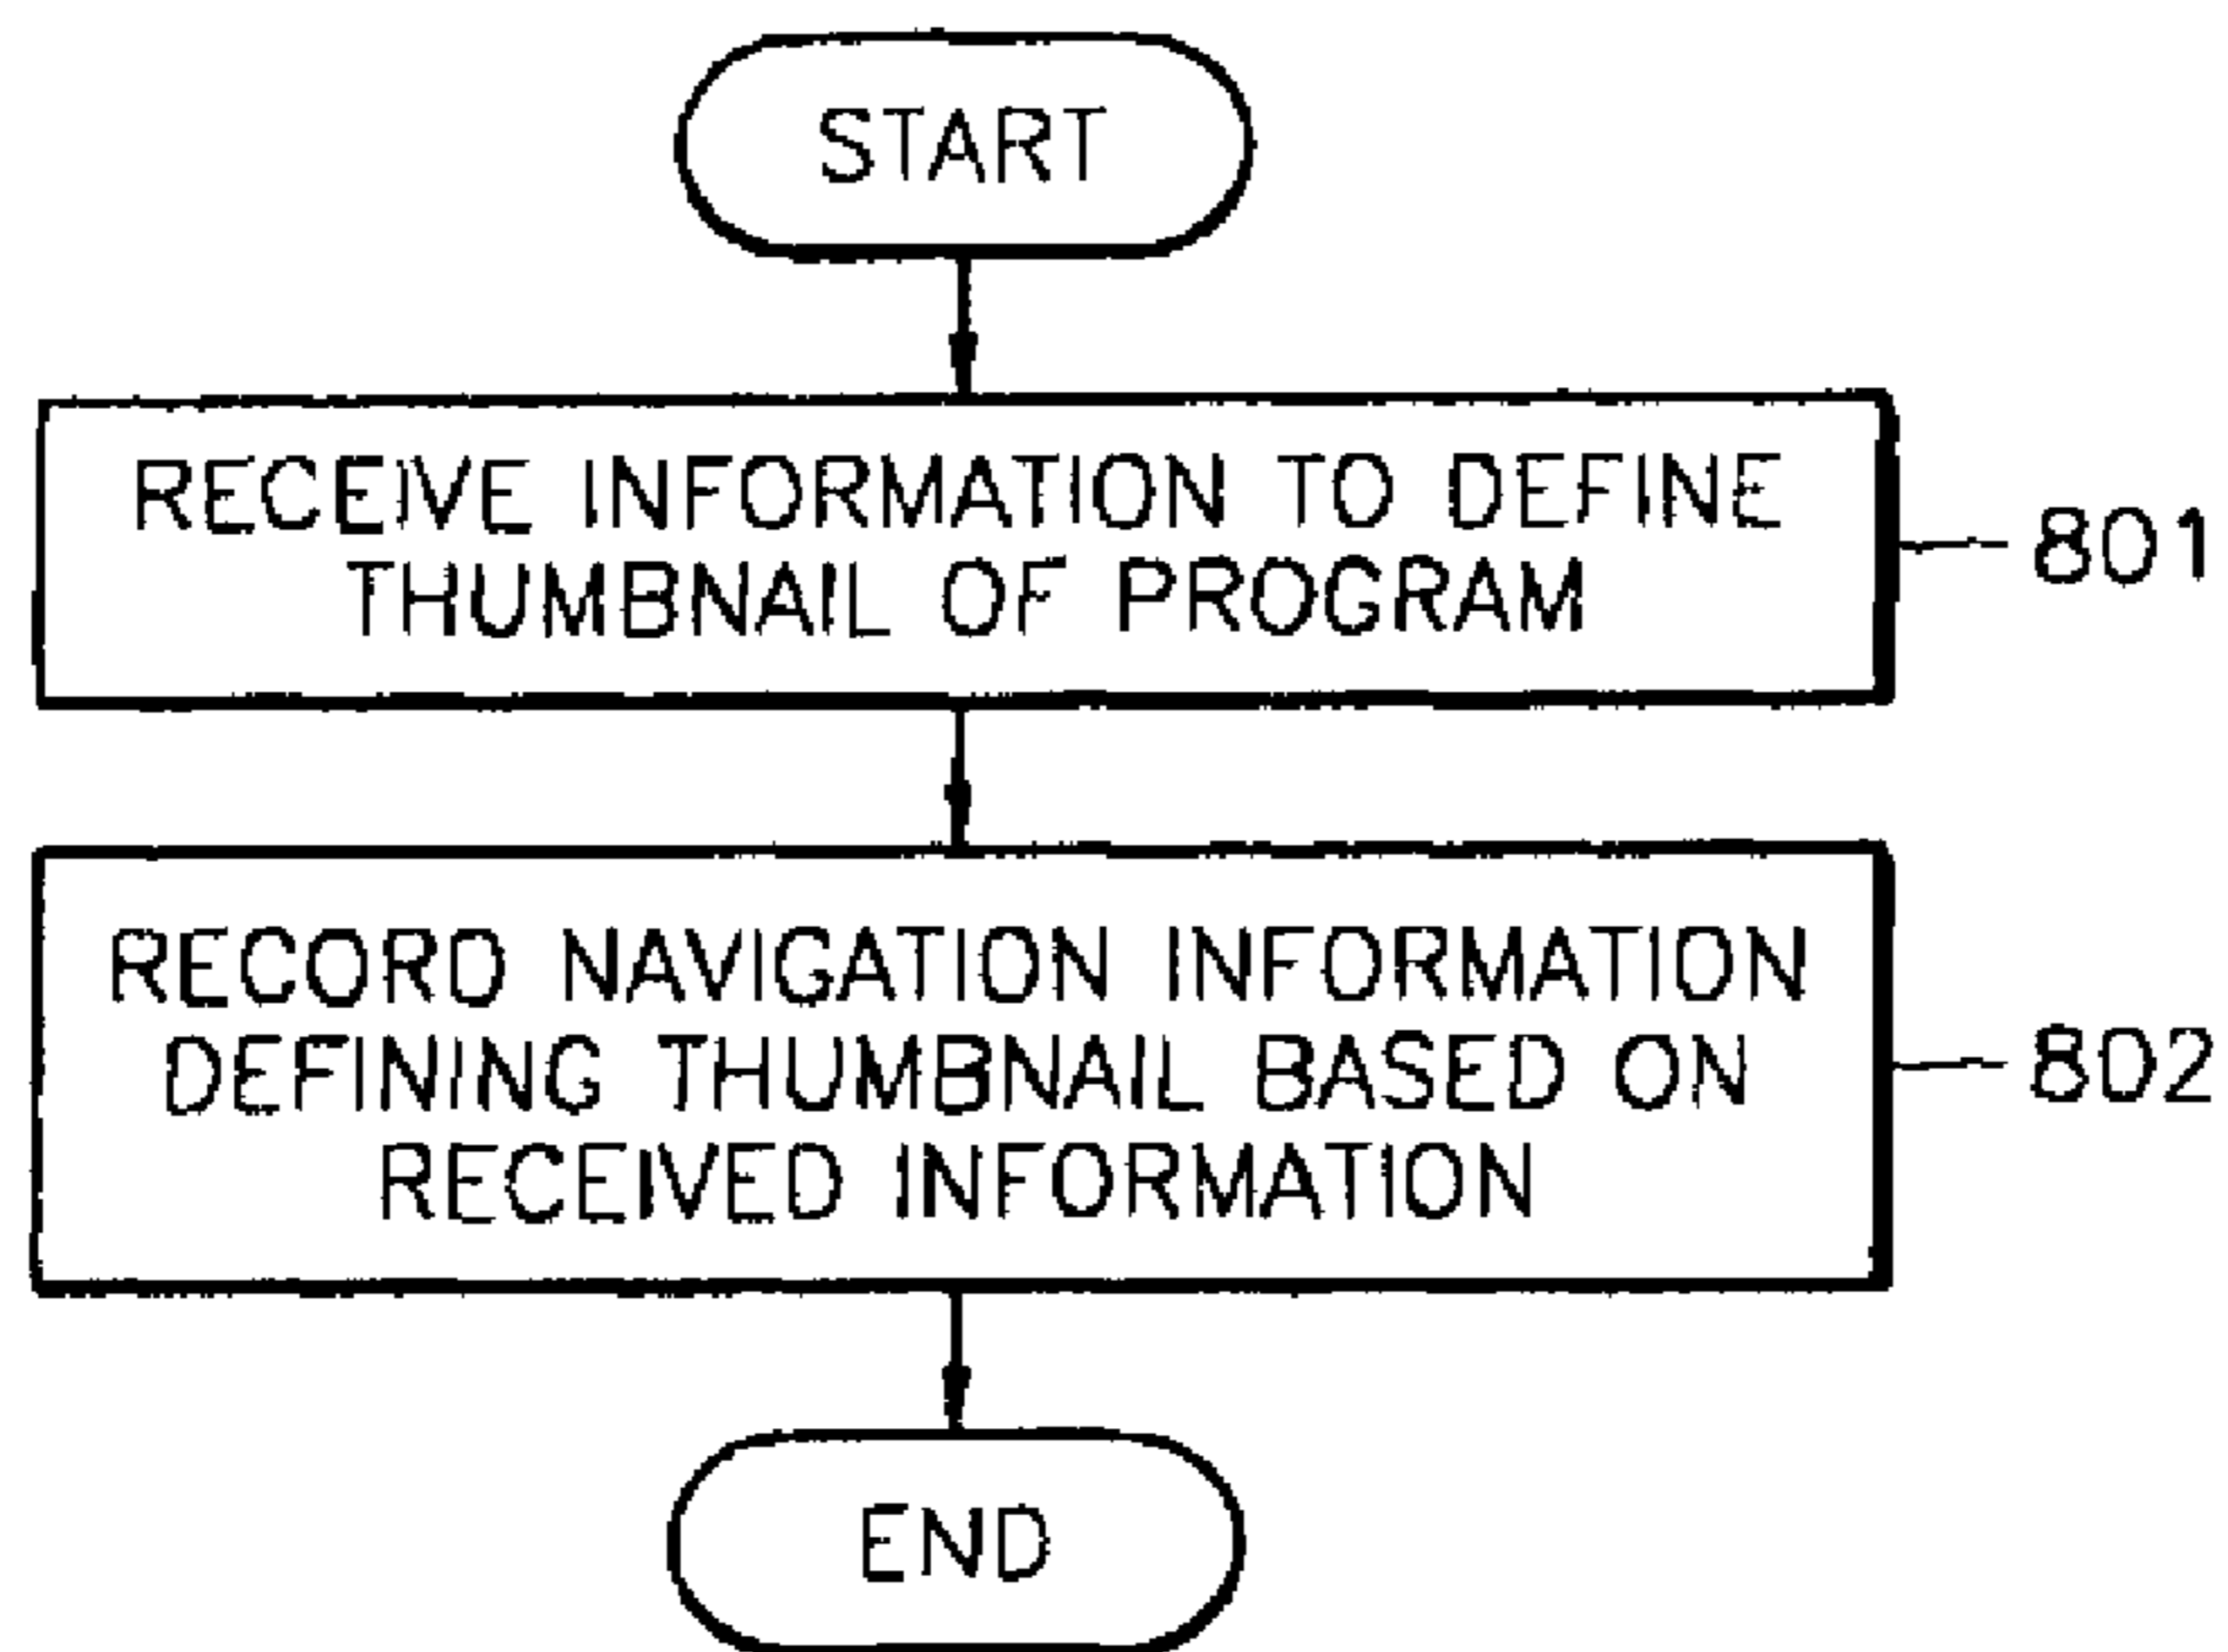 START
RECEIVE INFORMATION TO DEFINE
THUMBNAIL OF PROGRAM
801
RECORD NAVIGATION INFORMATION
DEFINING THUMBNAIL BASED ON
RECEIVED INFORMATION
802
END